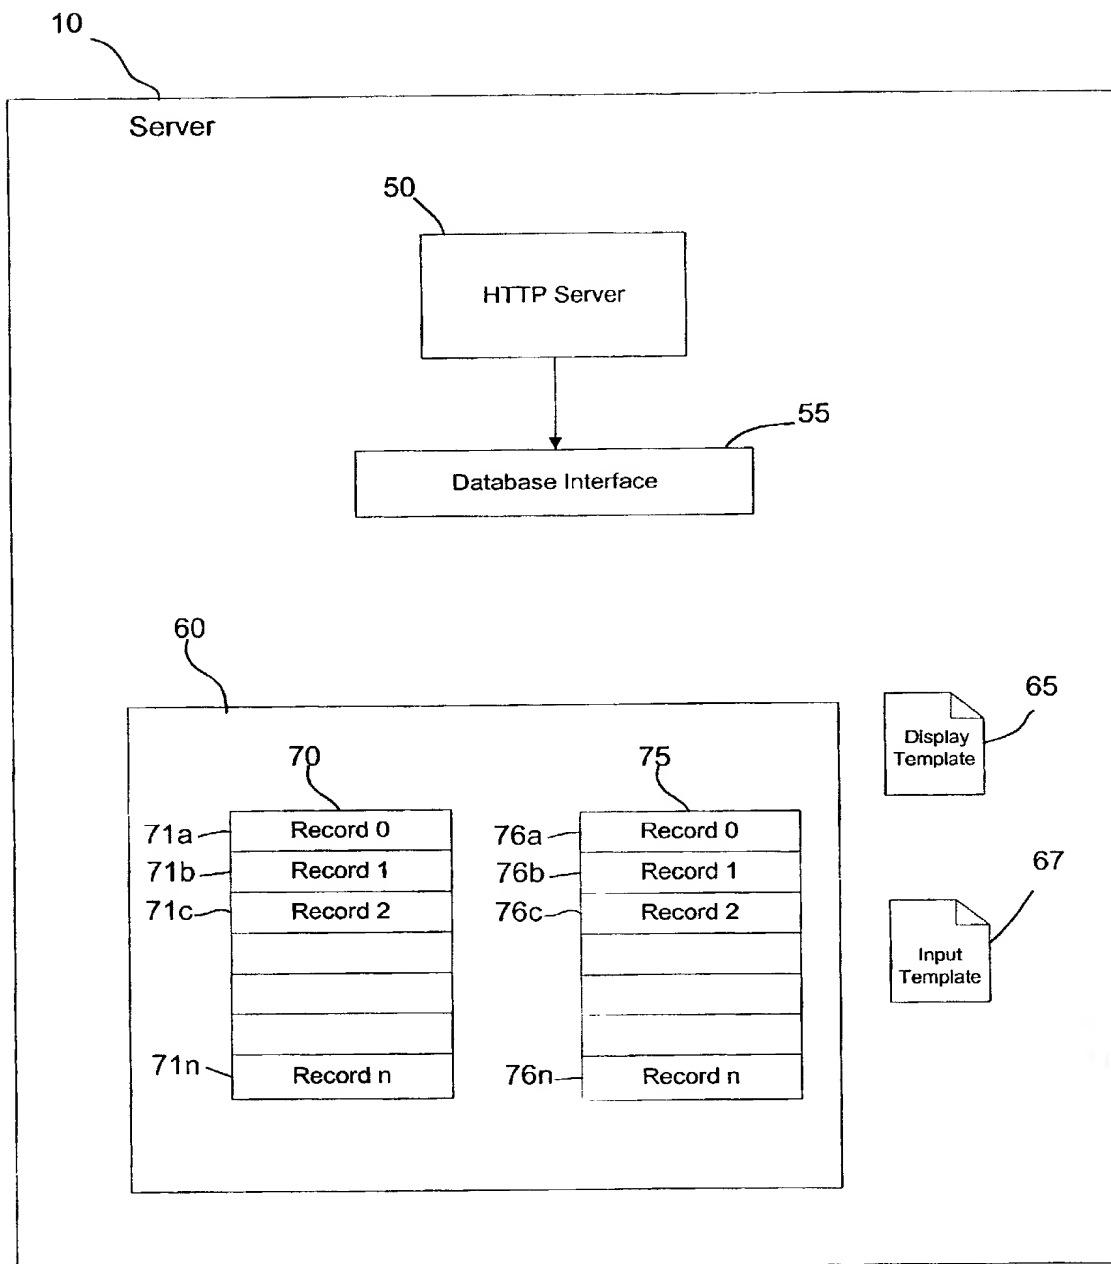 10
Server
50
HTTP Server
55
Database Interface
60
65
Display
Template
70
75
71a
Record 0
76a
Record 0
71b
Record 1
76b
Record 1
67
71c
Record 2
76c
Record 2
Input
Template
71n
Record n
76n
Record n